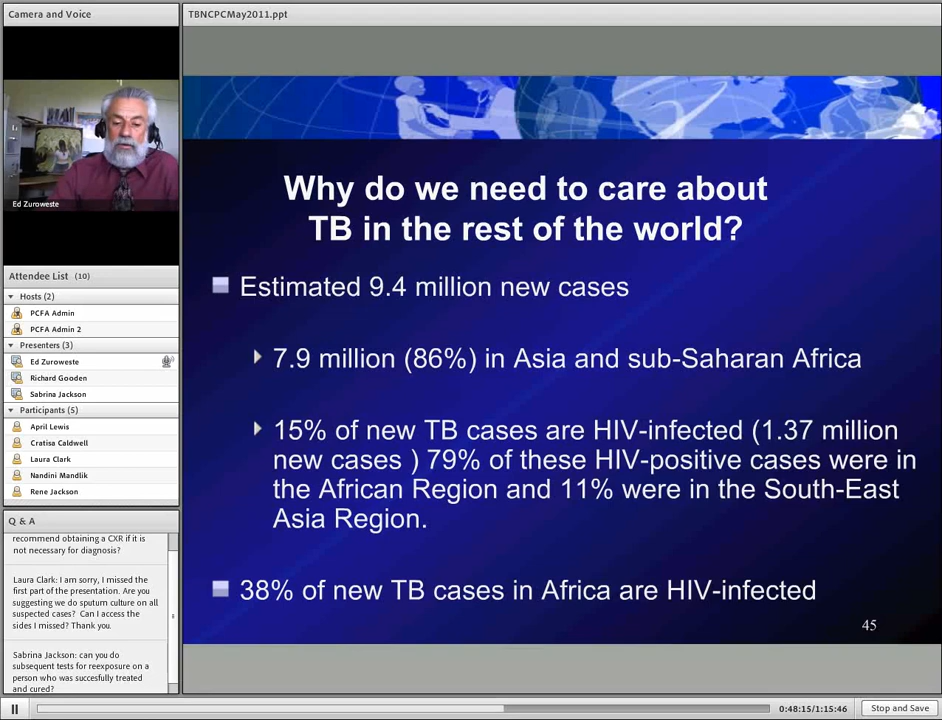 Camera and Voice
TBNCPCMay2011.ppt
Ed Zuroweste
Attendee List (10)
Hosts (2)
PCFA Admin
PCFA Admin 2
Presenters (3)
Ed Zuroweste
Richard Gooden
Sabrina Jackson
Participants (5)
April Lewis
Cratisa Caldwell
Laura Clark
Nandini Mandlik
Rene Jackson
Q & A
recommend obtaining a CXR if it is
not necessary for diagnosis?
Laura Clark: I am sorry, I missed the
first part of the presentation. Are you
suggesting we do sputum culture on all
suspected cases? Can I access the
sides I missed? Thank you.
Sabrina Jackson: can you do
subsequent tests for reexposure on a
person who was succesfully treated
and cured?
Why do we need to care about
TB in the rest of the world?
Estimated 9.4 million new cases
7.9 million (86%) in Asia and sub-Saharan Africa
15% of new TB cases are HIV-infected (1.37 million
new cases ) 79% of these HIV-positive cases were in
the African Region and 11% were in the South-East
Asia Region.
38% of new TB cases in Africa are HIV-infected
45
0:48:15/1:15:46
Stop and Save